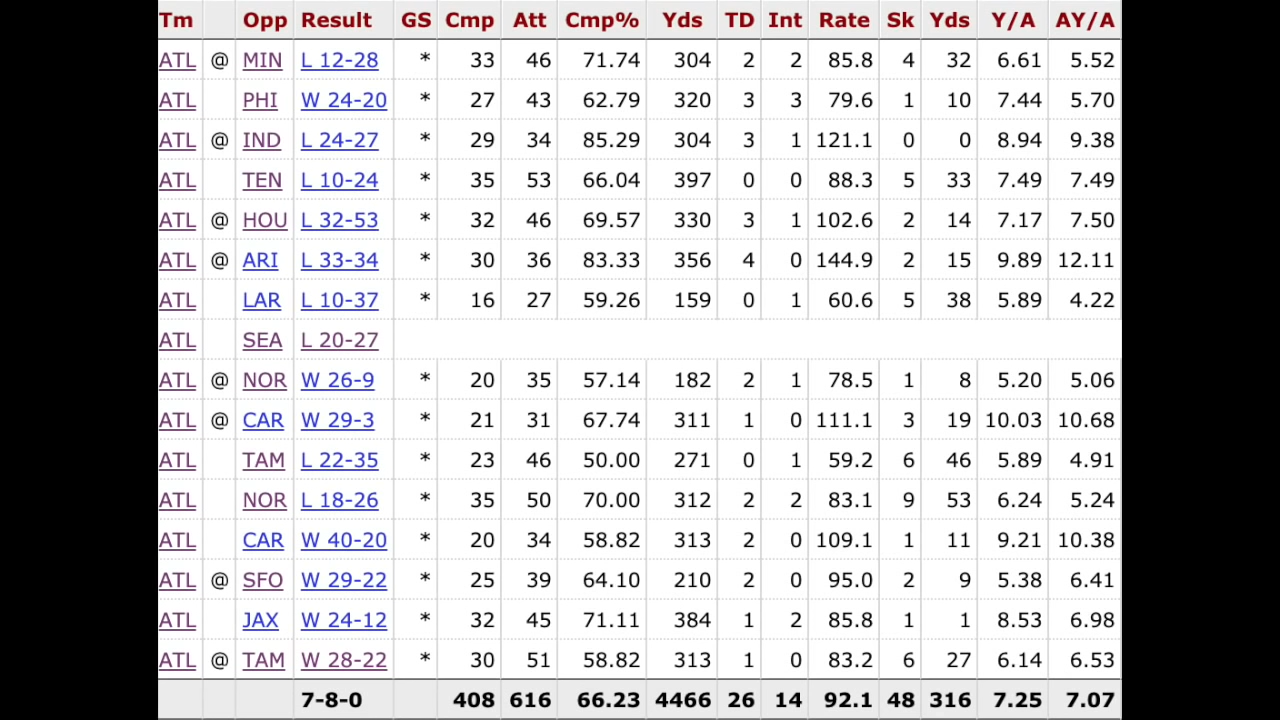 Tm Opp Result GS Cmp Att Cmp% Yds TD Int Rate Sk Yds Y/A AY/A
ATL @ MIN L 12-28 * 33 46 71.74 304 2 2 85.8 4 32 6.61 5.52
ATL PHI W 24-20 * 27 43 62.79 320 3 3 79.6 1 10 7.44 5.70
ATL @ IND L 24-27 * 29 34 85.29 304 3 1 121.1 0 0 8.94 9.38
ATL TEN L 10-24 * 35 53 66.04 397 0 0 88.3 5 33 7.49 7.49
ATL @ HOU L 32-53 * 32 46 69.57 330 3 1 102.6 2 14 7.17 7.50
ATL @ ARI L 33-34 * 30 36 83.33 356 4 0 144.9 2 15 9.89 12.11
ATL LAR L 10-37 * 16 27 59.26 159 0 1 60.6 5 38 5.89 4.22
ATL SEA L 20-27
ATL @ NOR W 26-9 * 20 35 57.14 182 2 1 78.5 1 8 5.20 5.06
ATL @ CAR W 29-3 * 21 31 67.74 311 1 0 111.1 3 19 10.03 10.68
ATL TAM L 22-35 * 23 46 50.00 271 0 1 59.2 6 46 5.89 4.91
ATL NOR L 18-26 * 35 50 70.00 312 2 2 83.1 9 53 6.24 5.24
ATL CAR W 40-20 * 20 34 58.82 313 2 0 109.1 1 11 9.21 10.38
ATL @ SFO W 29-22 * 25 39 64.10 210 2 0 95.0 2 9 5.38 6.41
ATL JAX W 24-12 * 32 45 71.11 384 1 2 85.8 1 1 8.53 6.98
ATL @ TAM W 28-22 * 30 51 58.82 313 1 0 83.2 6 27 6.14 6.53
7-8-0 408 616 66.23 4466 26 14 92.1 48 316 7.25 7.07